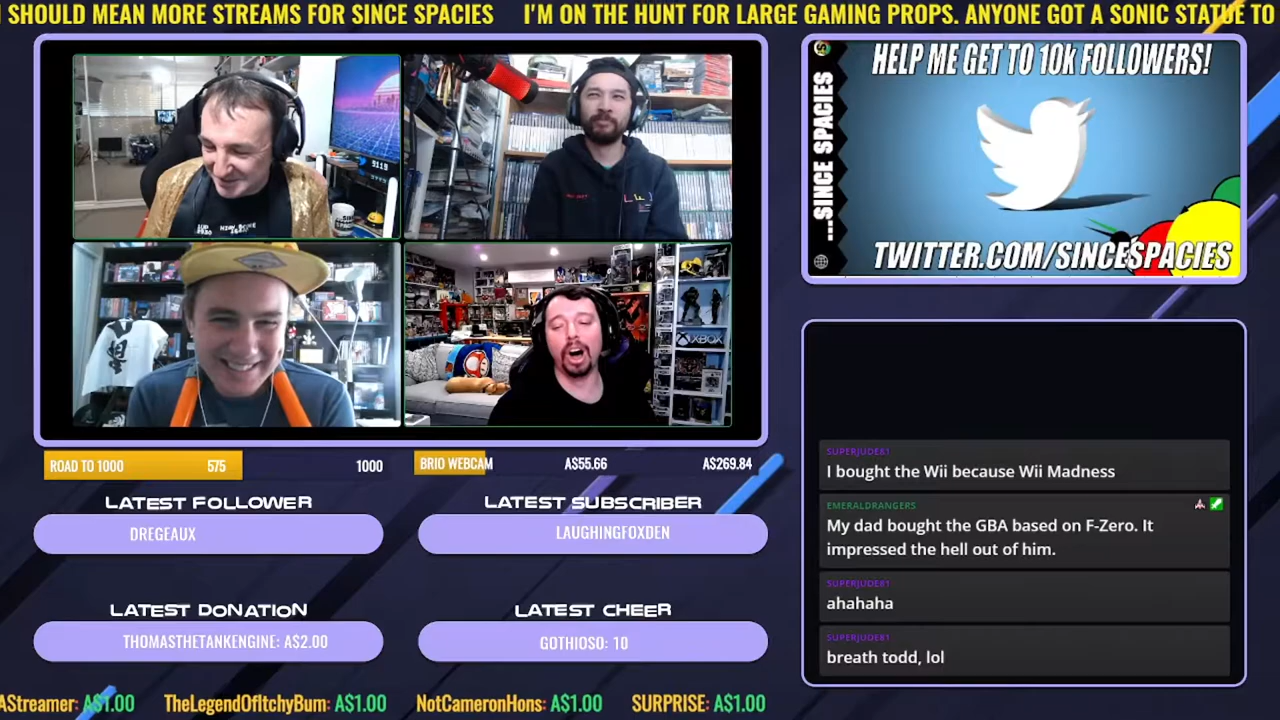 SHOULD MEAN MORE STREAMS FOR SINCE SPACIES I'M ON THE HUNT FOR LARGE GAMING PROPS. ANYONE GOT A SONIC STATUE TO
HELP ME GET TO 10K FOLLOWERS!
...SINCE SPACIES
TWITTER.COM/SINCESPACIES
XBOX
ROAD TO 1000 575 1000
BRIO WEBCAM A$55.66 A$269.84
LATEST FOLLOWER
DREGEAUX
LATEST SUBSCRIBER
LAUGHINGFOXDEN
LATEST DONATION
THOMASTHETANKENGINE: A$2.00
LATEST CHEER
GOTHIOSO: 10
SUPERJUDE81
I bought the Wii because Wii Madness
EMERALDRANGERS
My dad bought the GBA based on F-Zero. It
impressed the hell out of him.
SUPERJUDE81
ahahaha
SUPERJUDE81
breath todd, lol
AStreamer: A$1.00 TheLegendOfItchyBum: A$1.00 NotCameronHons: A$1.00 SURPRISE: A$1.00